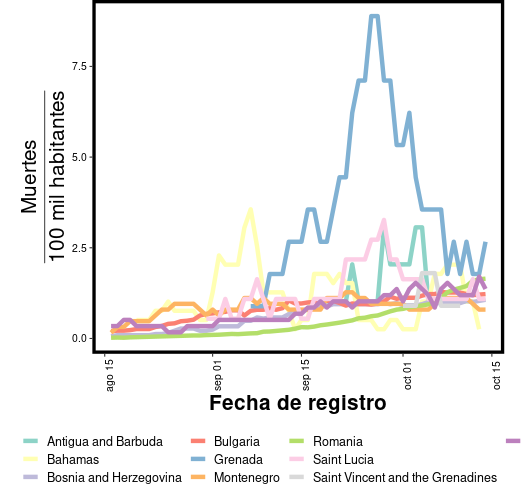 Muertes
100 mil habitantes
7.5
5.0
2.5
0.0
ago 15
sep 01
sep 15
oct 01
oct 15
Fecha de registro
Antigua and Barbuda
Bulgaria
Romania
Bahamas
Grenada
Saint Lucia
Bosnia and Herzegovina
Montenegro
Saint Vincent and the Grenadines